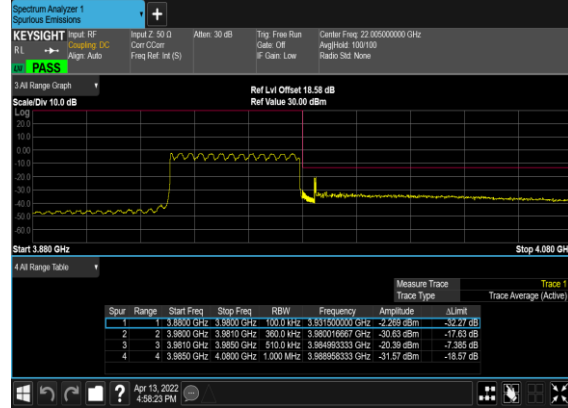 Spectrum Analyzer 1
Spurious Emissions
+
KEYSIGHT Input: RF Input Z: 50 Ω Atten: 30 dB Trig: Free Run Center Freq: 22.005000000 GHz
RL Coupling: DC Corr CCorr Gate: Off Avg|Hold: 100/100
Align: Auto Freq Ref: Int (S) IF Gain: Low Radio Std: None
PASS
3 All Range Graph
Ref Lvl Offset 18.58 dB
Scale/Div 10.0 dB Ref Value 30.00 dBm
Log
20.0
10.0
0.00
-10.0
-20.0
-30.0
-40.0
-50.0
-60.0
Start 3.880 GHz Stop 4.080 GH
4 All Range Table
Measure Trace Trace 1
Trace Type Trace Average (Active)
Spur Range Start Freq Stop Freq RBW Frequency Amplitude ΔLimit
1 1 3.8800 GHz 3.9800 GHz 100.0 kHz 3.931500000 GHz -2.269 dBm -32.27 dB
2 2 3.9800 GHz 3.9810 GHz 360.0 kHz 3.980016667 GHz -30.63 dBm -17.63 dB
3 3 3.9810 GHz 3.9850 GHz 510.0 kHz 3.984993333 GHz -20.39 dBm -7.385 dB
4 4 3.9850 GHz 4.0800 GHz 1.000 MHz 3.988958333 GHz -31.57 dBm -18.57 dB
? Apr 13, 2022
4:58:23 PM